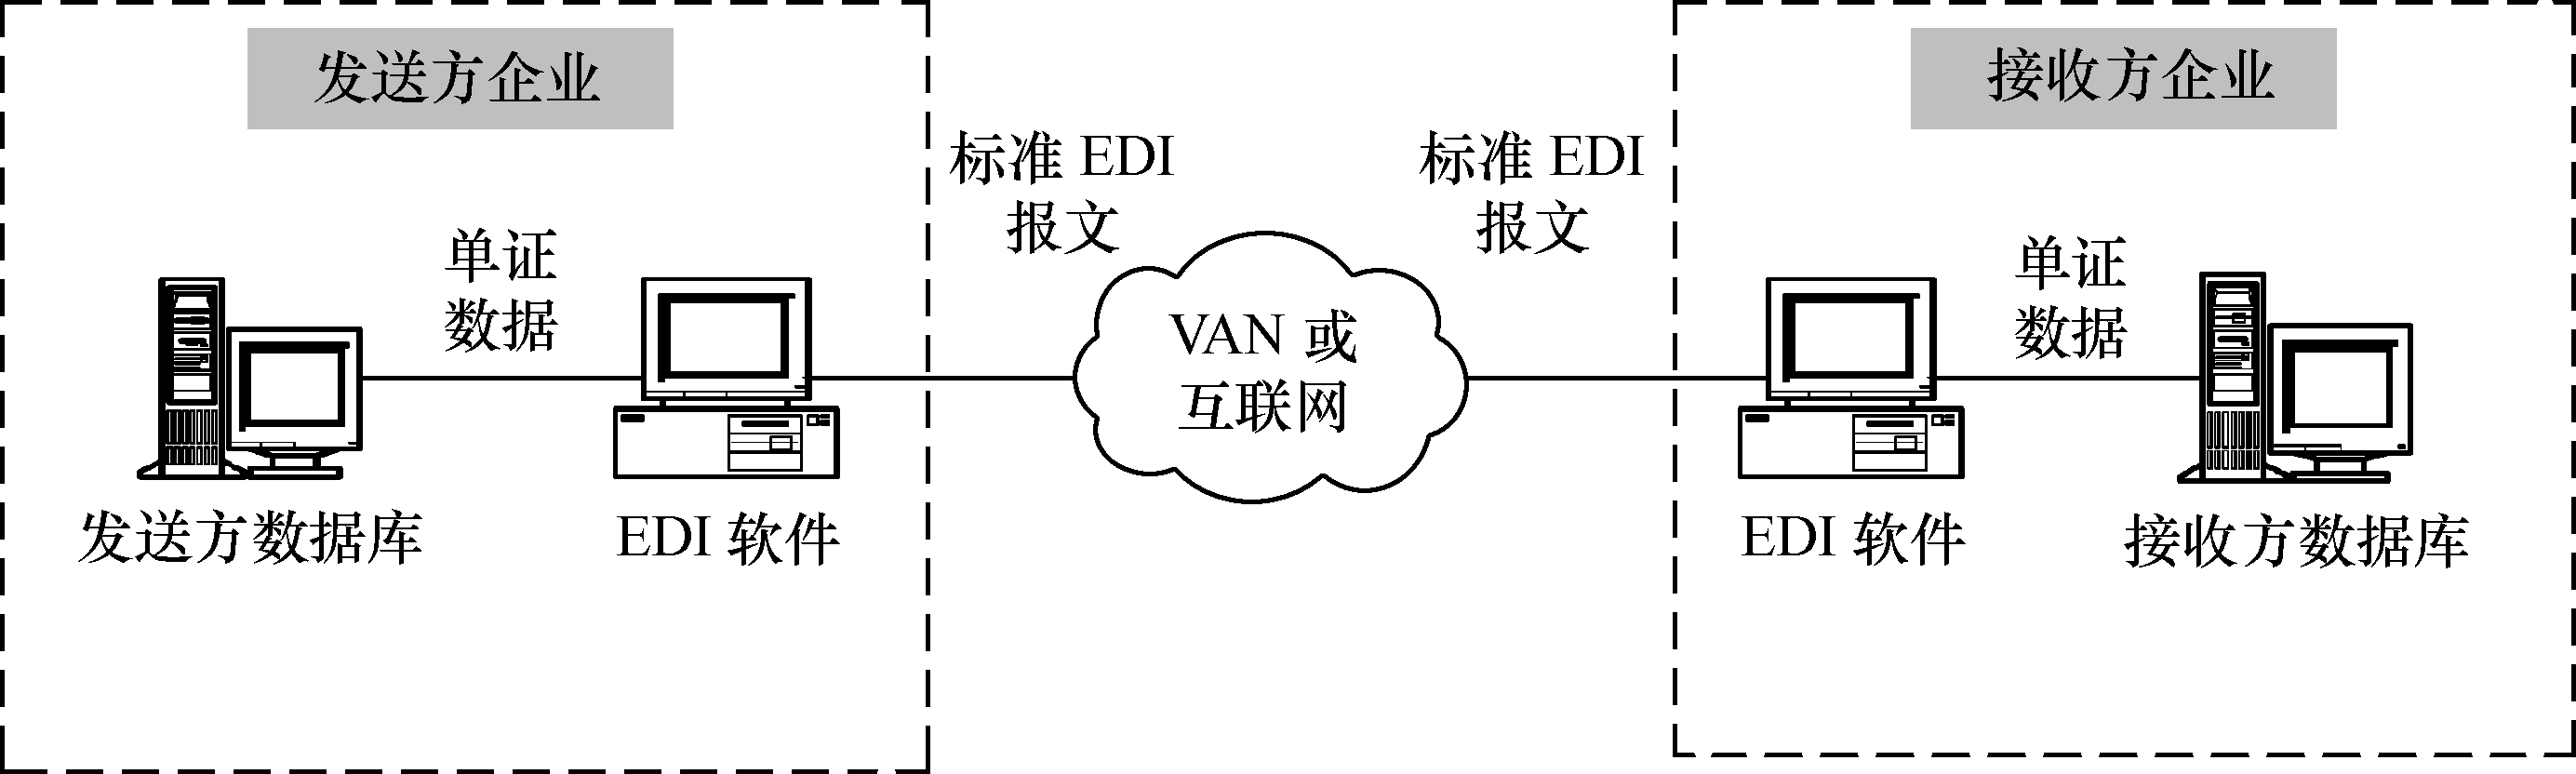 发送方企业
接收方企业
标准 EDI
报文
标准 EDI
报文
单证
数据
单证
数据
VAN 或
互联网
发送方数据库
EDI 软件
EDI 软件
接收方数据库